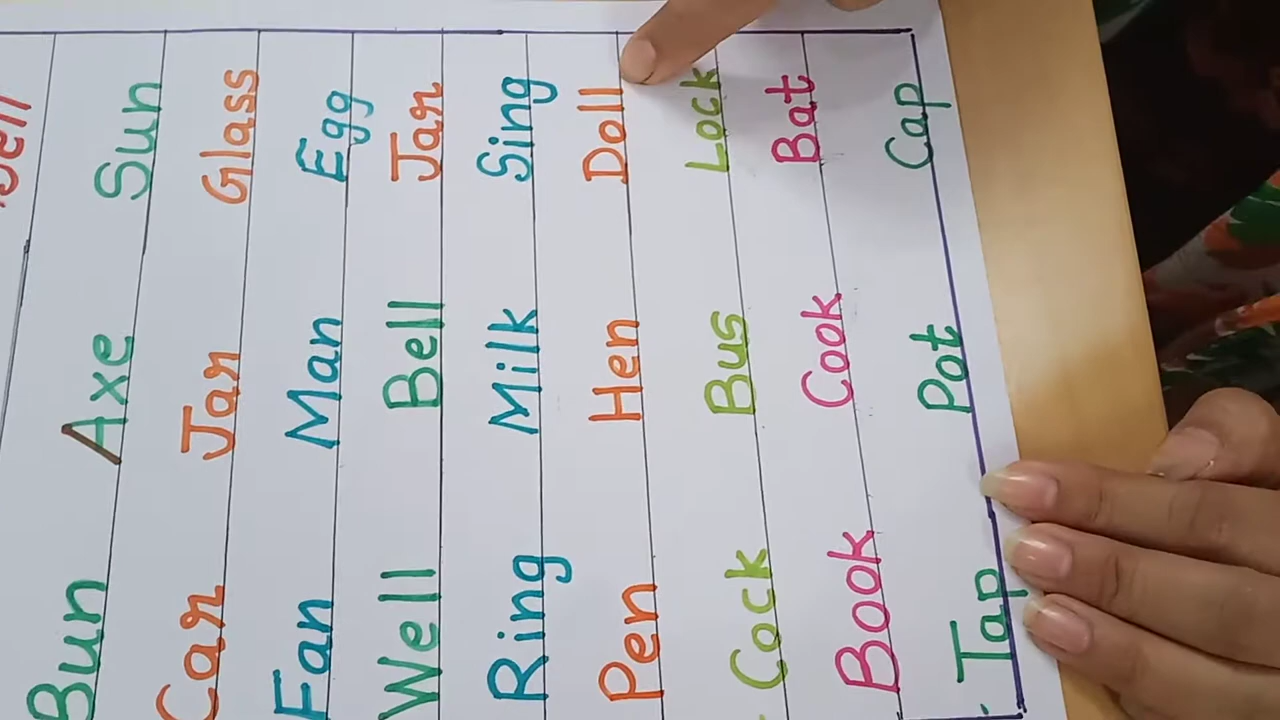 Bell
Bun Axe Sun
Car Jar Glass
Fan Man Egg
Well Bell Jar
Ring Milk Sing
Pen Hen Doll
Cock Bus Lock
Book Cook Bat
Tap Pot Cap